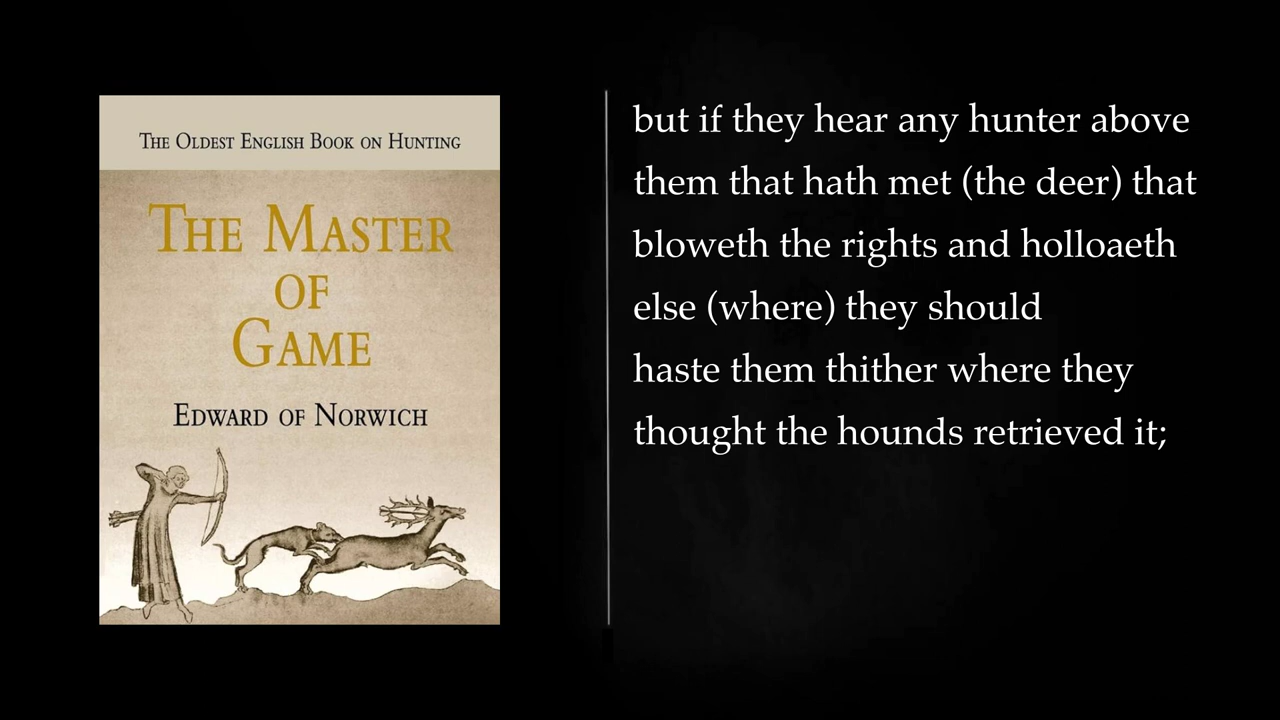 The Oldest English Book on Hunting
The Master
of
Game
Edward of Norwich
but if they hear any hunter above
them that hath met (the deer) that
bloweth the rights and holloaeth
else (where) they should
haste them thither where they
thought the hounds retrieved it;